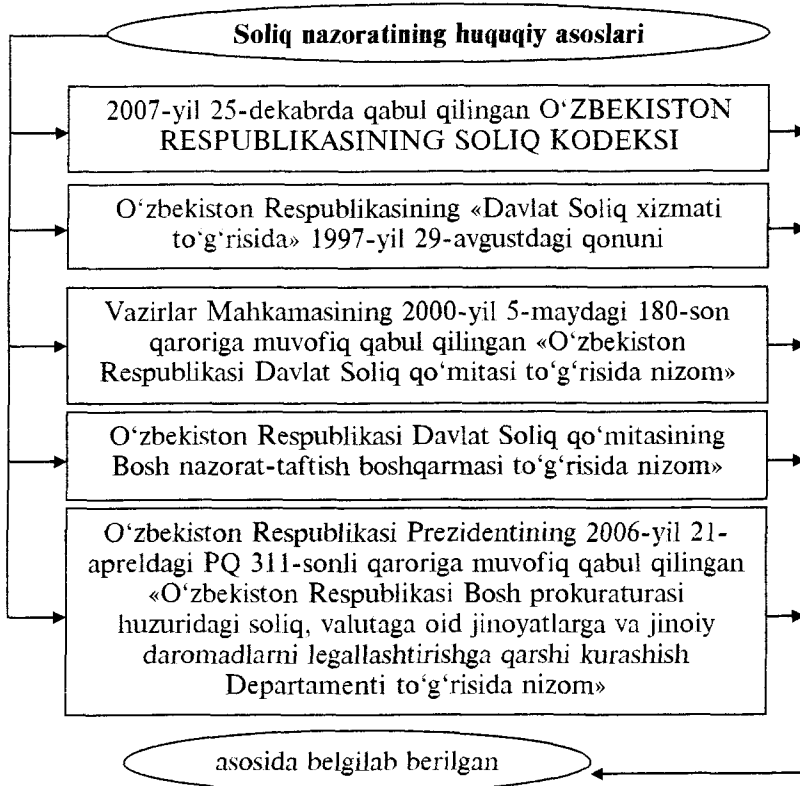 Soliq nazoratining huquqiy asoslari
2007-yil 25-dekabrda qabul qilingan O‘ZBEKISTON
RESPUBLIKASINING SOLIQ KODEKSI
O‘zbekiston Respublikasining «Davlat Soliq xizmati
to‘g‘risida» 1997-yil 29-avgustdagi qonuni
Vazirlar Mahkamasining 2000-yil 5-maydagi 180-son
qaroriga muvofiq qabul qilingan «O‘zbekiston
Respublikasi Davlat Soliq qo‘mitasi to‘g‘risida nizom»
O‘zbekiston Respublikasi Davlat Soliq qo‘mitasining
Bosh nazorat-taftish boshqarmasi to‘g‘risida nizom»
O‘zbekiston Respublikasi Prezidentining 2006-yil 21-
apreldagi PQ 311-sonli qaroriga muvofiq qabul qilingan
«O‘zbekiston Respublikasi Bosh prokuraturasi
huzuridagi soliq, valutaga oid jinoyatlarga va jinoiy
daromadlarni legallashtirishga qarshi kurashish
Departamenti to‘g‘risida nizom»
asosida belgilab berilgan